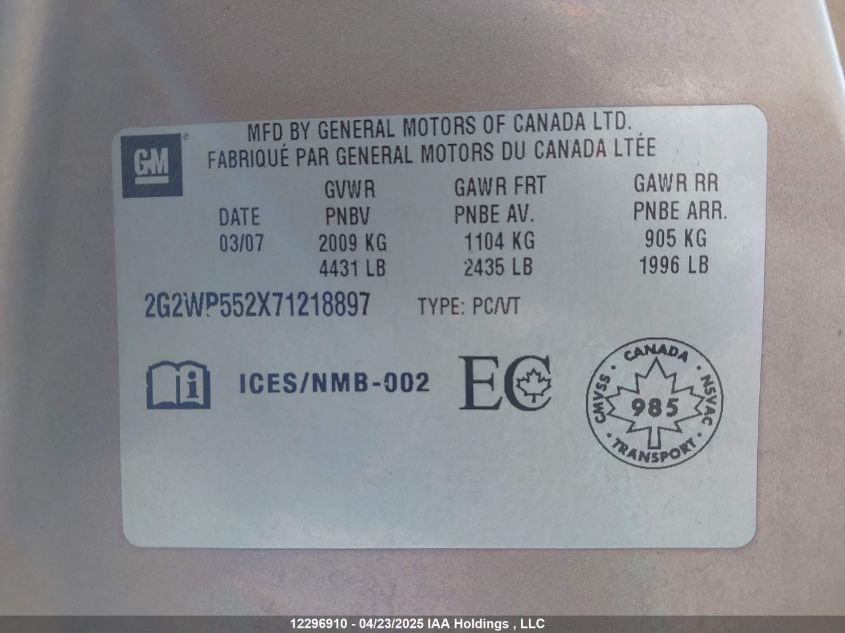 MFD BY GENERAL MOTORS OF CANADA LTD.
FABRIQUÉ PAR GENERAL MOTORS DU CANADA LTÉE
GM
GVWR GAWR FRT GAWR RR
DATE PNBV PNBE AV. PNBE ARR.
03/07 2009 KG 1104 KG 905 KG
4431 LB 2435 LB 1996 LB
2G2WP552X71218897 TYPE: PC/VT
i ICES/NMB-002 EC
CANADA
CMVSS 985 NSVAC
TRANSPORT
12296910 - 04/23/2025 IAA Holdings , LLC